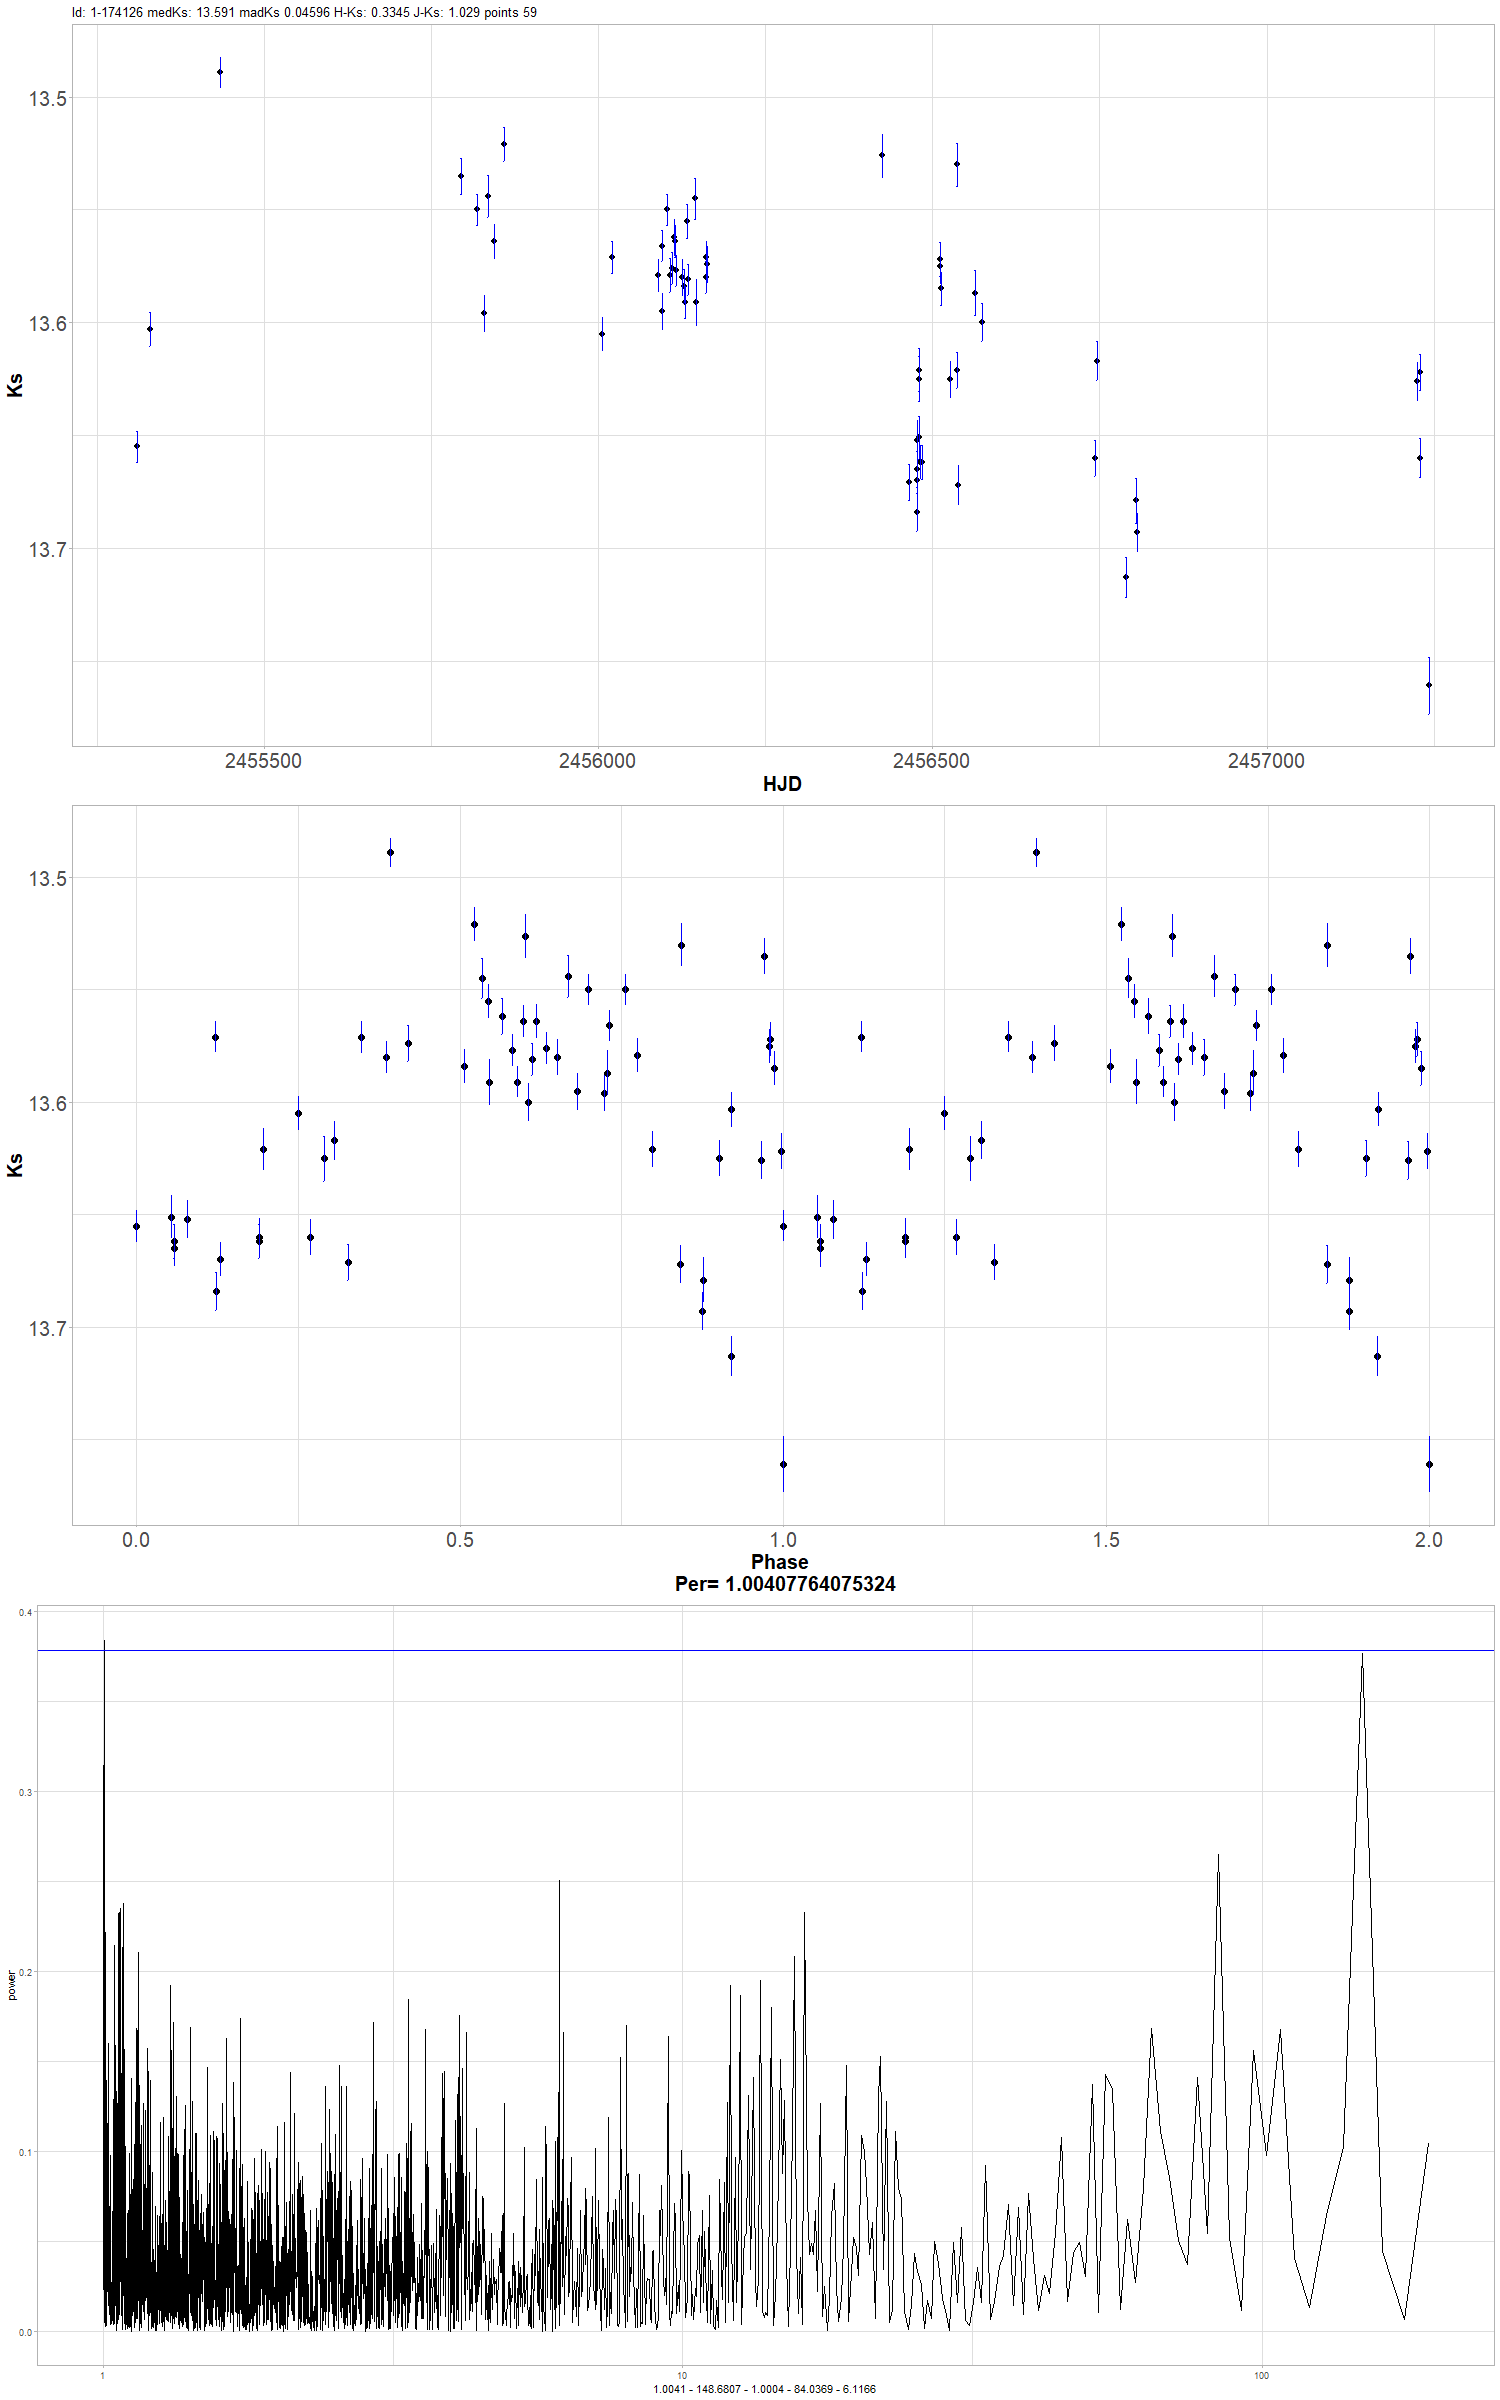 Id: 1-174126 medKs: 13.591 madKs 0.04596 H-Ks: 0.3345 J-Ks: 1.029 points 59
13.5
13.6
13.7
Ks
2455500 2456000 2456500 2457000
HJD
13.5
13.6
13.7
Ks
0.0 0.5 1.0 1.5 2.0
Phase
Per= 1.00407764075324
0.4
0.3
0.2
0.1
0.0
power
1 10 100
1.0041 - 148.6807 - 1.0004 - 84.0369 - 6.1166